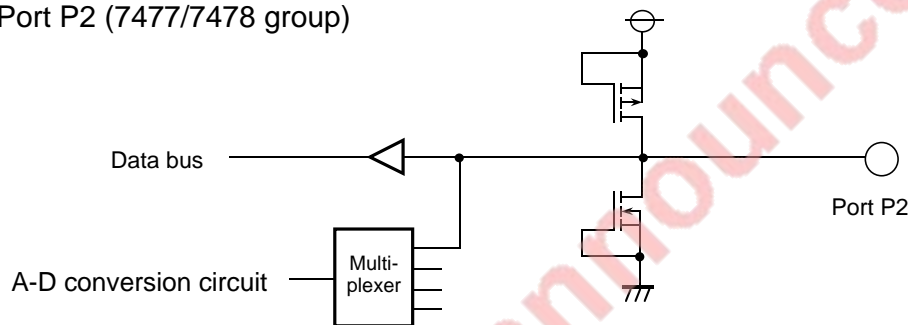 Port P2 (7477/7478 group)
Data bus
Port P2
Multi-
plexer
A-D conversion circuit